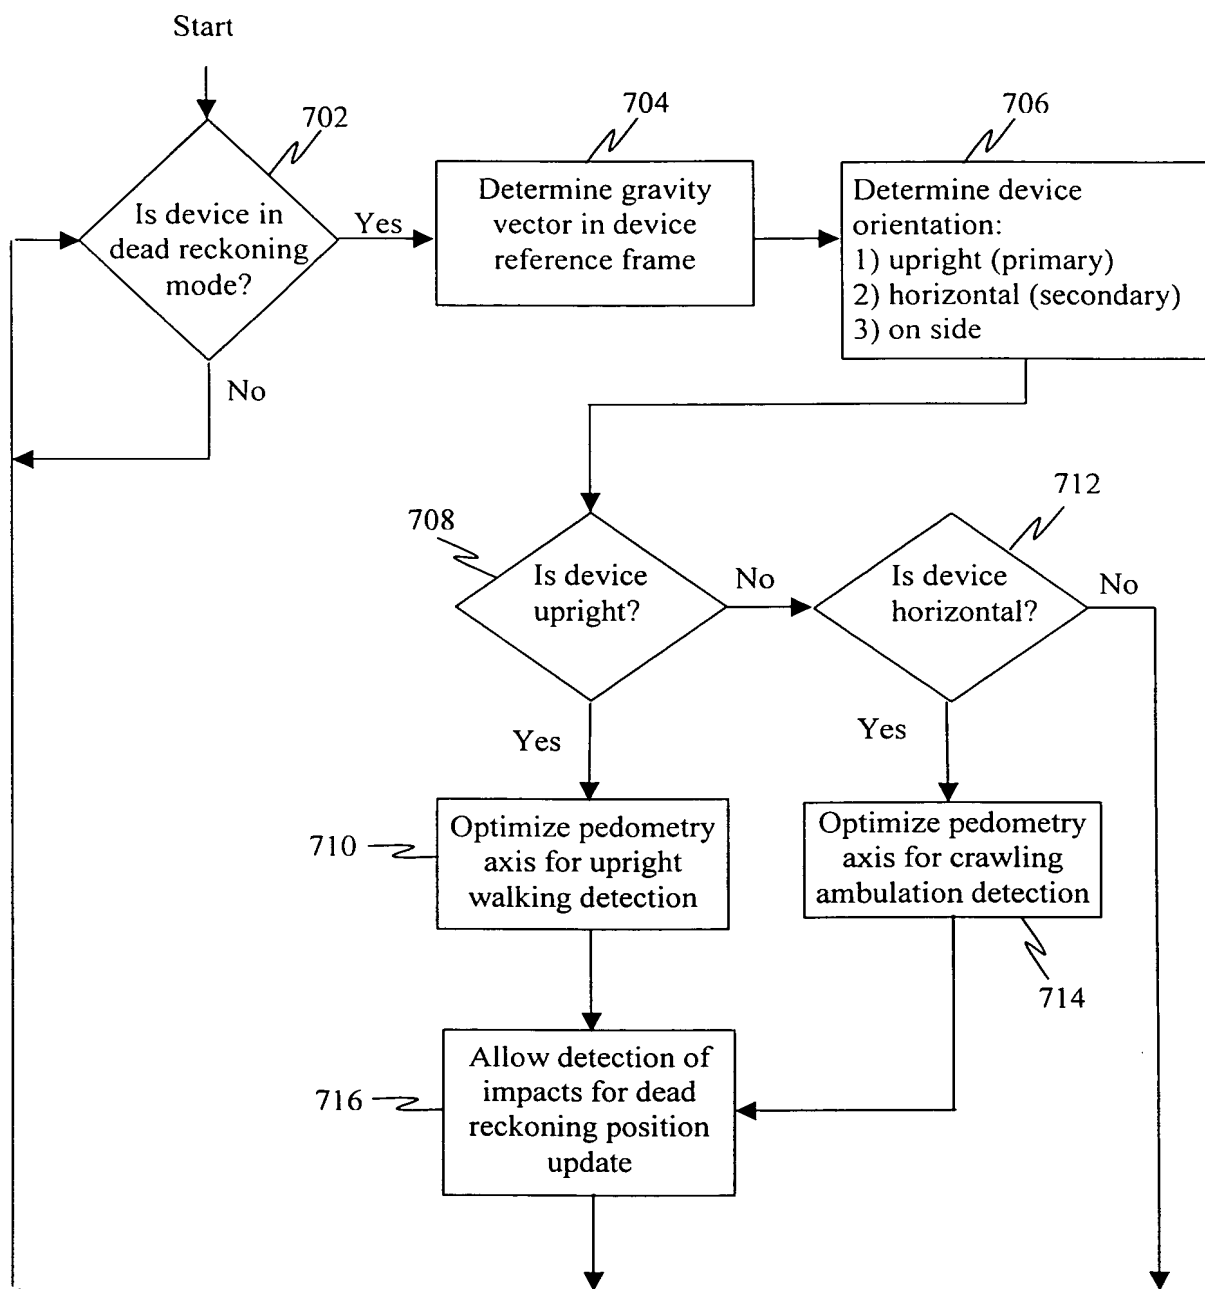 Start
702
Is device in
dead reckoning
mode?
Yes
No
704
Determine gravity
vector in device
reference frame
706
Determine device
orientation:
1) upright (primary)
2) horizontal (secondary)
3) on side
708
Is device
upright?
No
Yes
712
Is device
horizontal?
No
Yes
710
Optimize pedometry
axis for upright
walking detection
Optimize pedometry
axis for crawling
ambulation detection
714
716
Allow detection of
impacts for dead
reckoning position
update